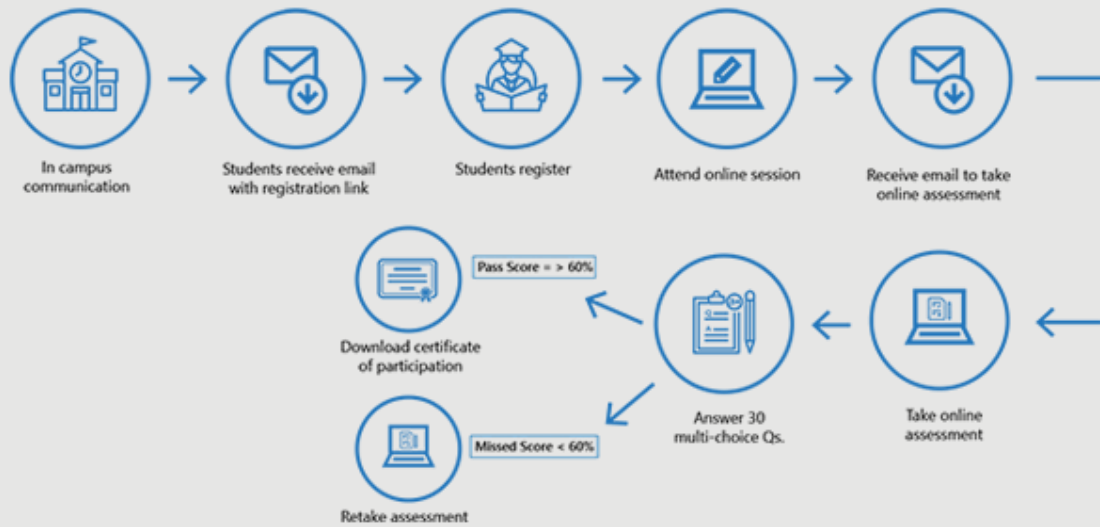 In campus
communication
Students receive email
with registration link
Students register
Attend online session
Receive email to take
online assessment
Take online
assessment
Answer 30
multi-choice Qs.
Pass Score = > 60%
Download certificate
of participation
Missed Score < 60%
Retake assessment